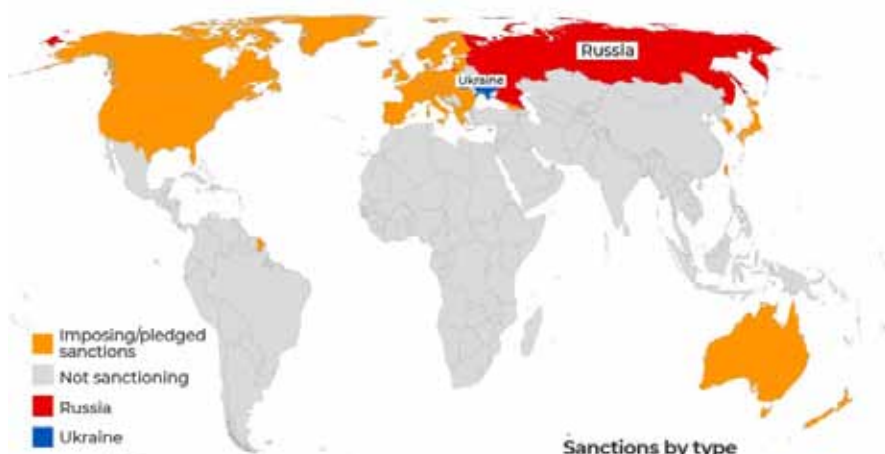 Russia
Ukraine
Imposing/pledged
sanctions
Not sanctioning
Russia
Ukraine
Sanctions by type